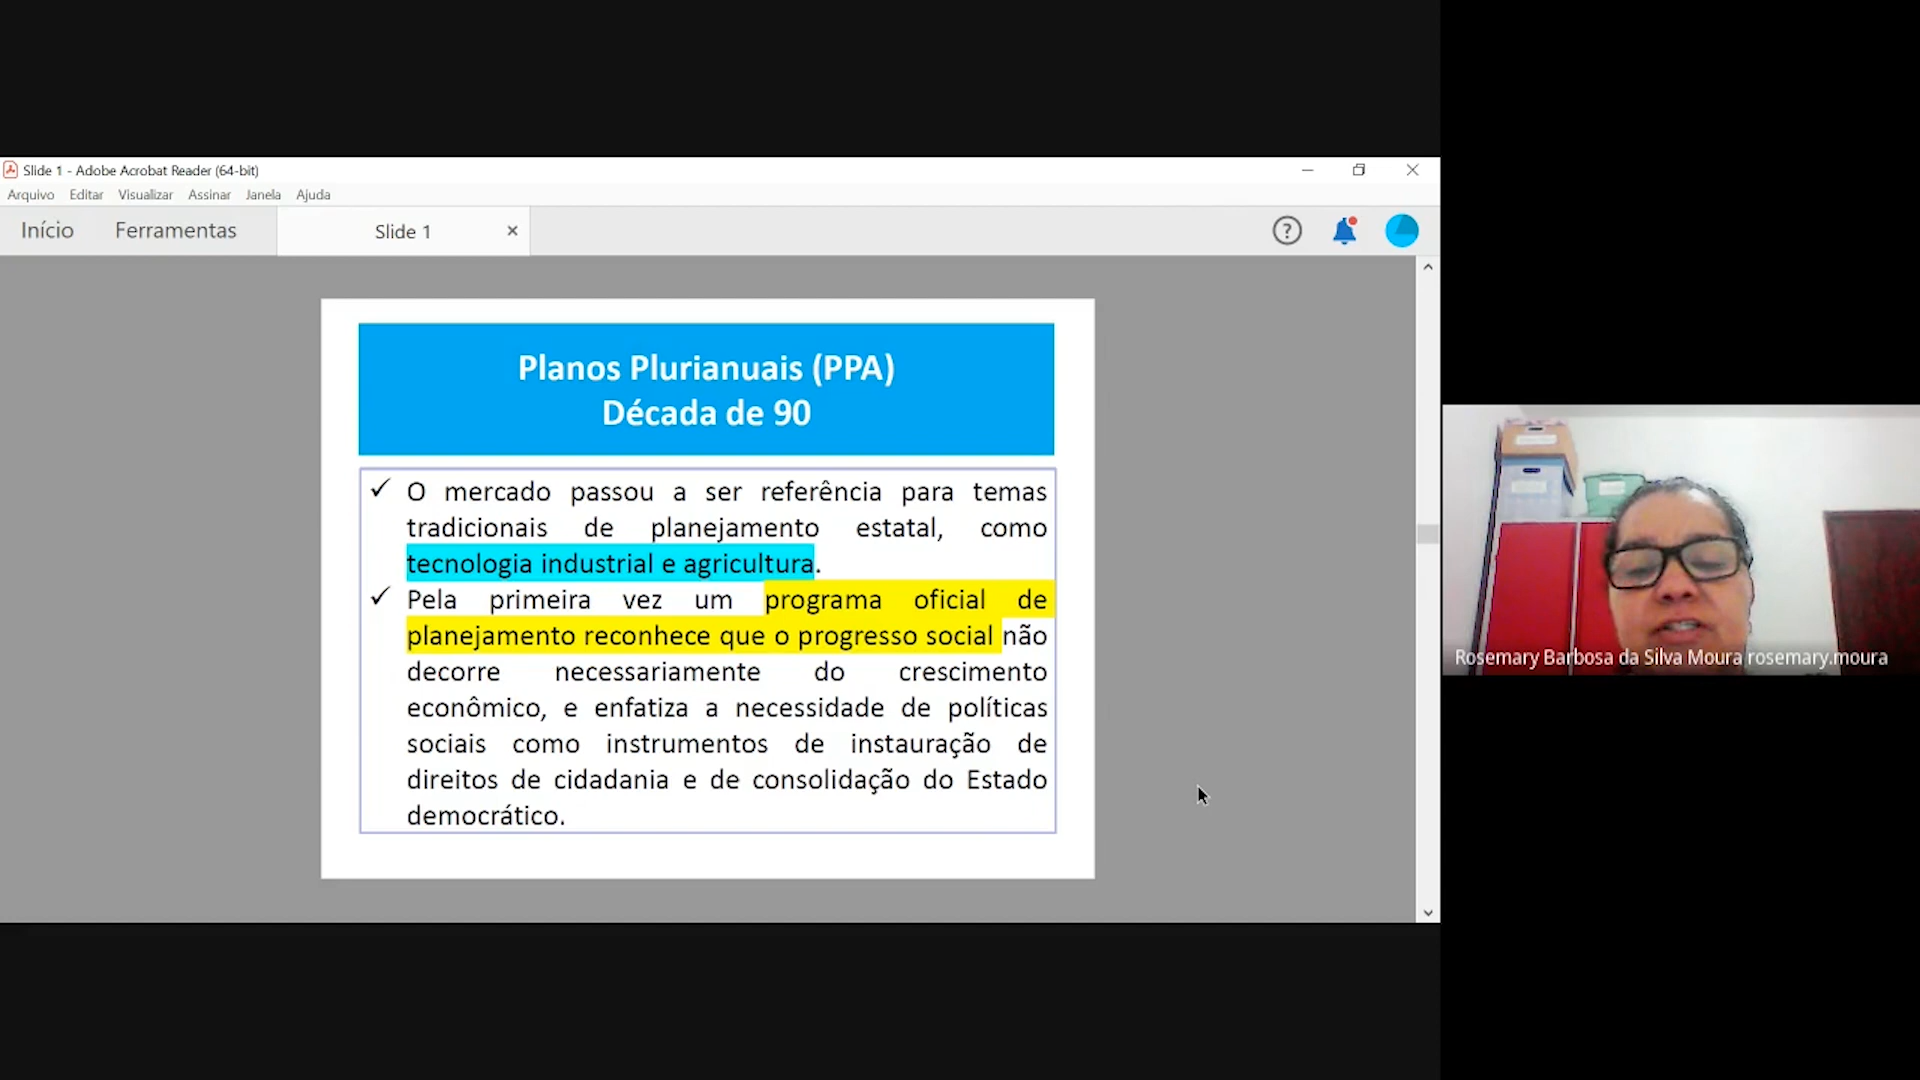 Slide 1 - Adobe Acrobat Reader (64-bit)
Arquivo Editar Visualizar Assinar Janela Ajuda
Início Ferramentas Slide 1
Planos Plurianuais (PPA)
Década de 90
O mercado passou a ser referência para temas
tradicionais de planejamento estatal, como
tecnologia industrial e agricultura.
Pela primeira vez um programa oficial de
planejamento reconhece que o progresso social não
decorre necessariamente do crescimento
econômico, e enfatiza a necessidade de políticas
sociais como instrumentos de instauração de
direitos de cidadania e de consolidação do Estado
democrático.
Rosemary Barbosa da Silva Moura rosemary.moura